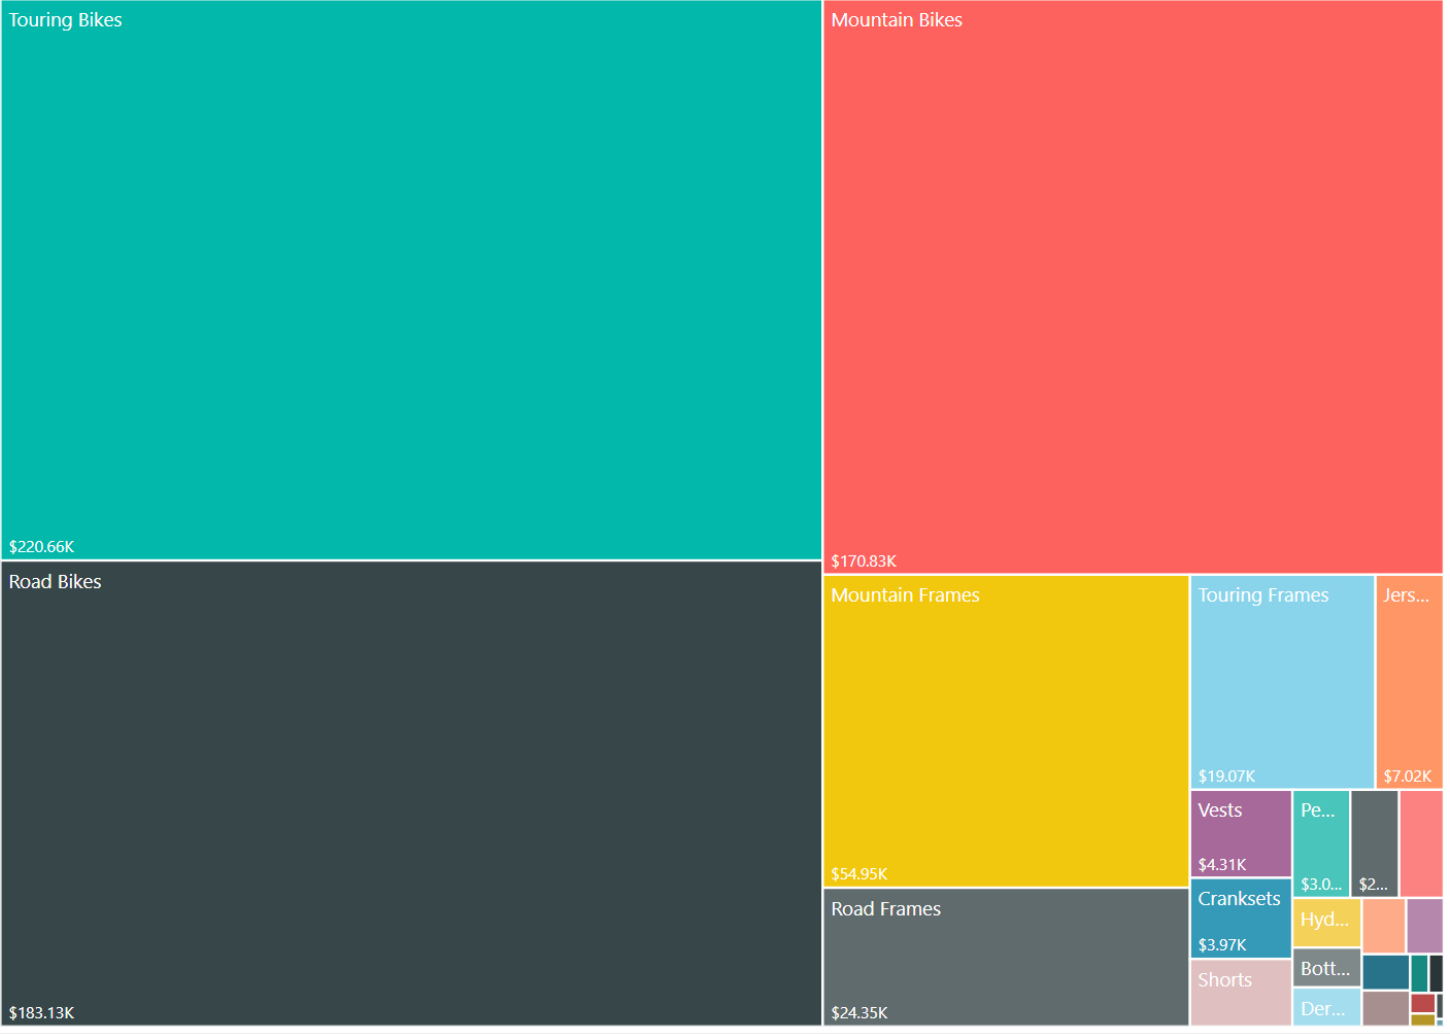 Touring Bikes
$220.66K
Road Bikes
$183.13K
Mountain Bikes
$170.83K
Mountain Frames
$54.95K
Road Frames
$24.35K
Touring Frames
$19.07K
Jers...
$7.02K
Vests
$4.31K
Cranksets
$3.97K
Shorts
Pe...
$3.0...
$2...
Hyd...
Bott...
Der...